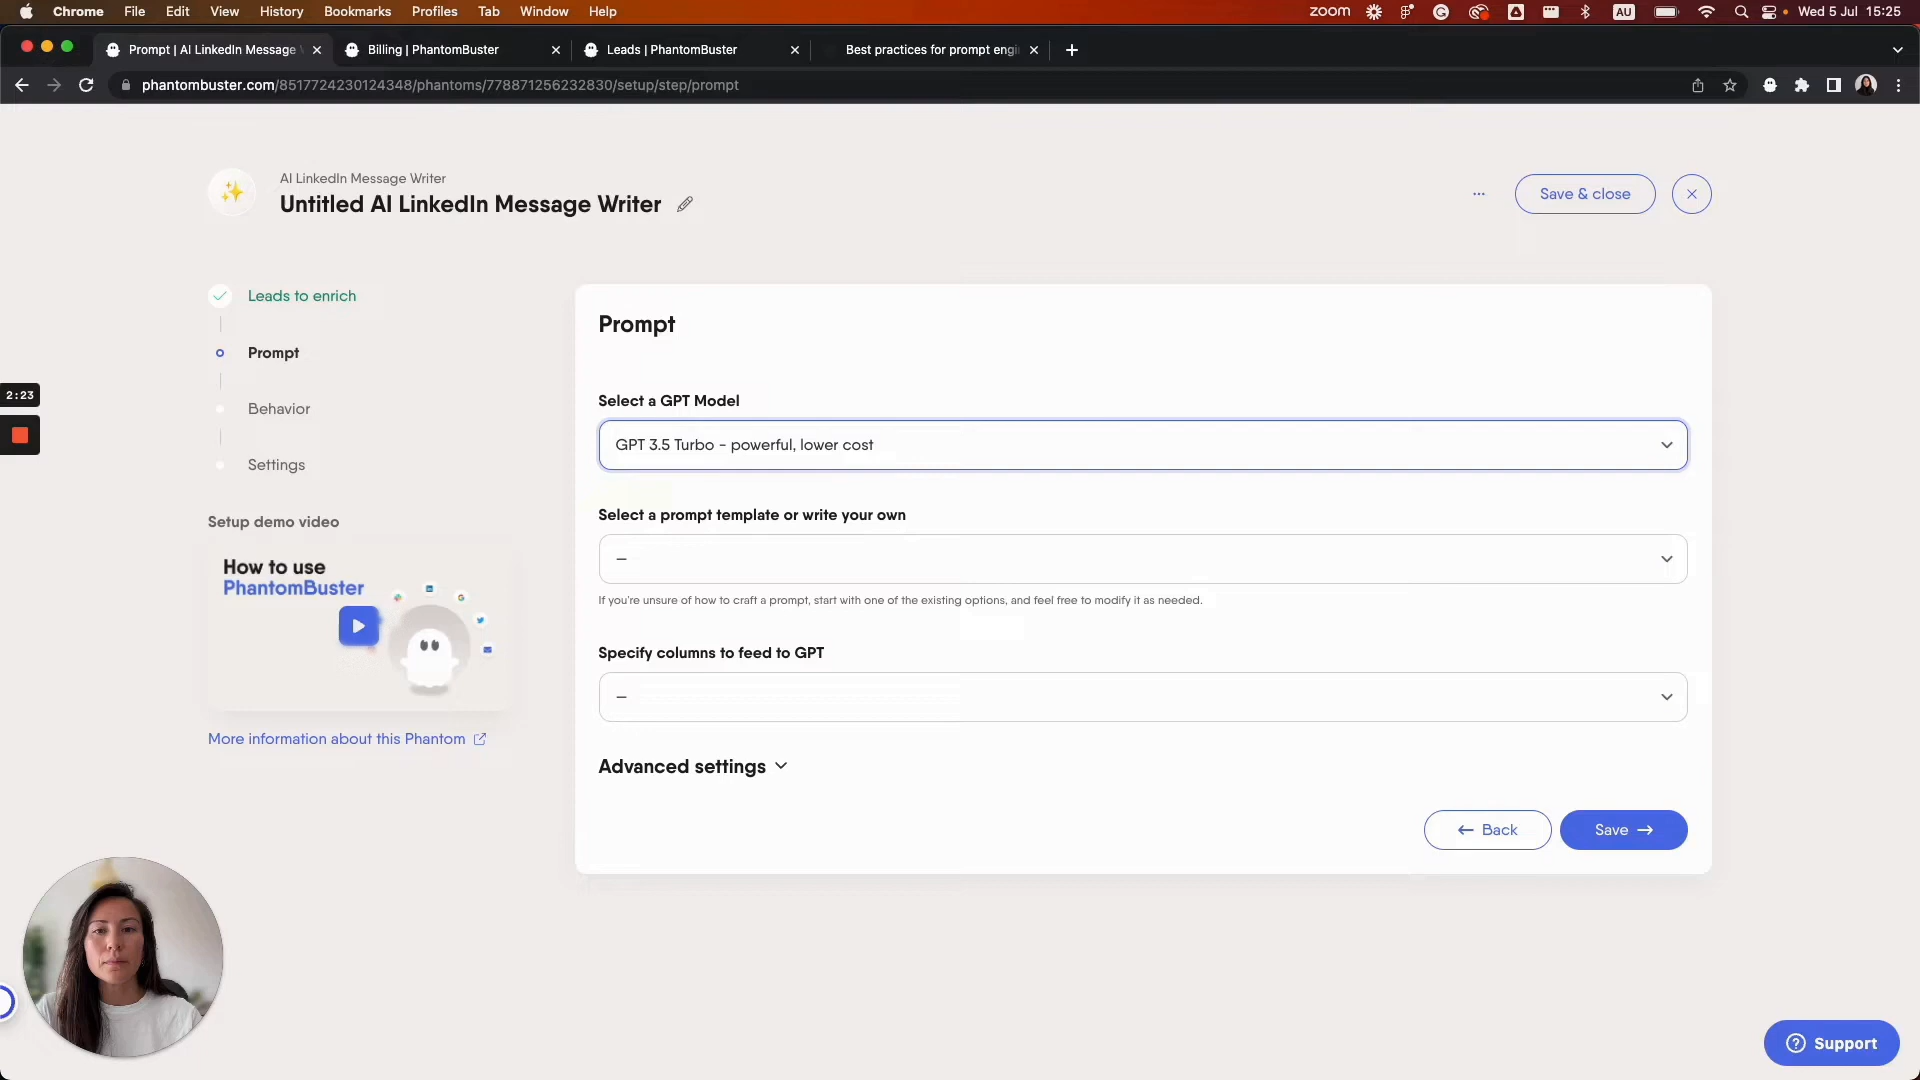 Chrome File Edit View History Bookmarks Profiles Tab Window Help zoom AU Wed 5 Jul 15:25
Prompt | AI LinkedIn Message Billing | PhantomBuster Leads | PhantomBuster Best practices for prompt engi
phantombuster.com/8517724230124348/phantoms/778871256232830/setup/step/prompt
AI LinkedIn Message Writer
Untitled AI LinkedIn Message Writer
Save & close
Leads to enrich
Prompt
Behavior
Settings
2:23
Setup demo video
How to use
PhantomBuster
More information about this Phantom
Prompt
Select a GPT Model
GPT 3.5 Turbo - powerful, lower cost
Select a prompt template or write your own
–
If you're unsure of how to craft a prompt, start with one of the existing options, and feel free to modify it as needed.
Specify columns to feed to GPT
–
Advanced settings
← Back
Save →
Support